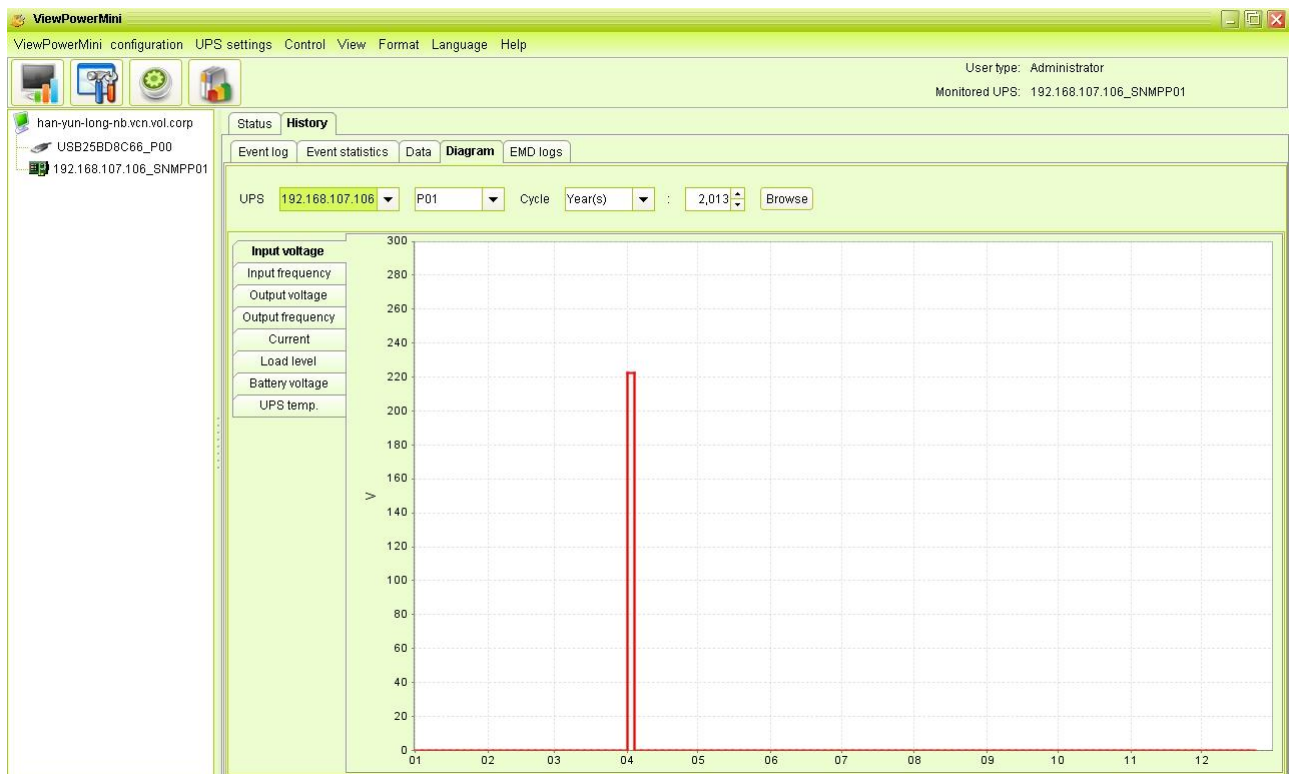 ViewPowerMini
ViewPowerMini configuration UPS settings Control View Format Language Help
User type: Administrator
Monitored UPS: 192.168.107.106_SNMPP01
han-yun-long-nb.vcn.vol.corp
USB25BD8C66_P00
192.168.107.106_SNMPP01
Status History
Event log Event statistics Data Diagram EMD logs
UPS 192.168.107.106 P01 Cycle Year(s) : 2,013 Browse
Input voltage
Input frequency
Output voltage
Output frequency
Current
Load level
Battery voltage
UPS temp.
V
300
280
260
240
220
200
180
160
140
120
100
80
60
40
20
0
01 02 03 04 05 06 07 08 09 10 11 12